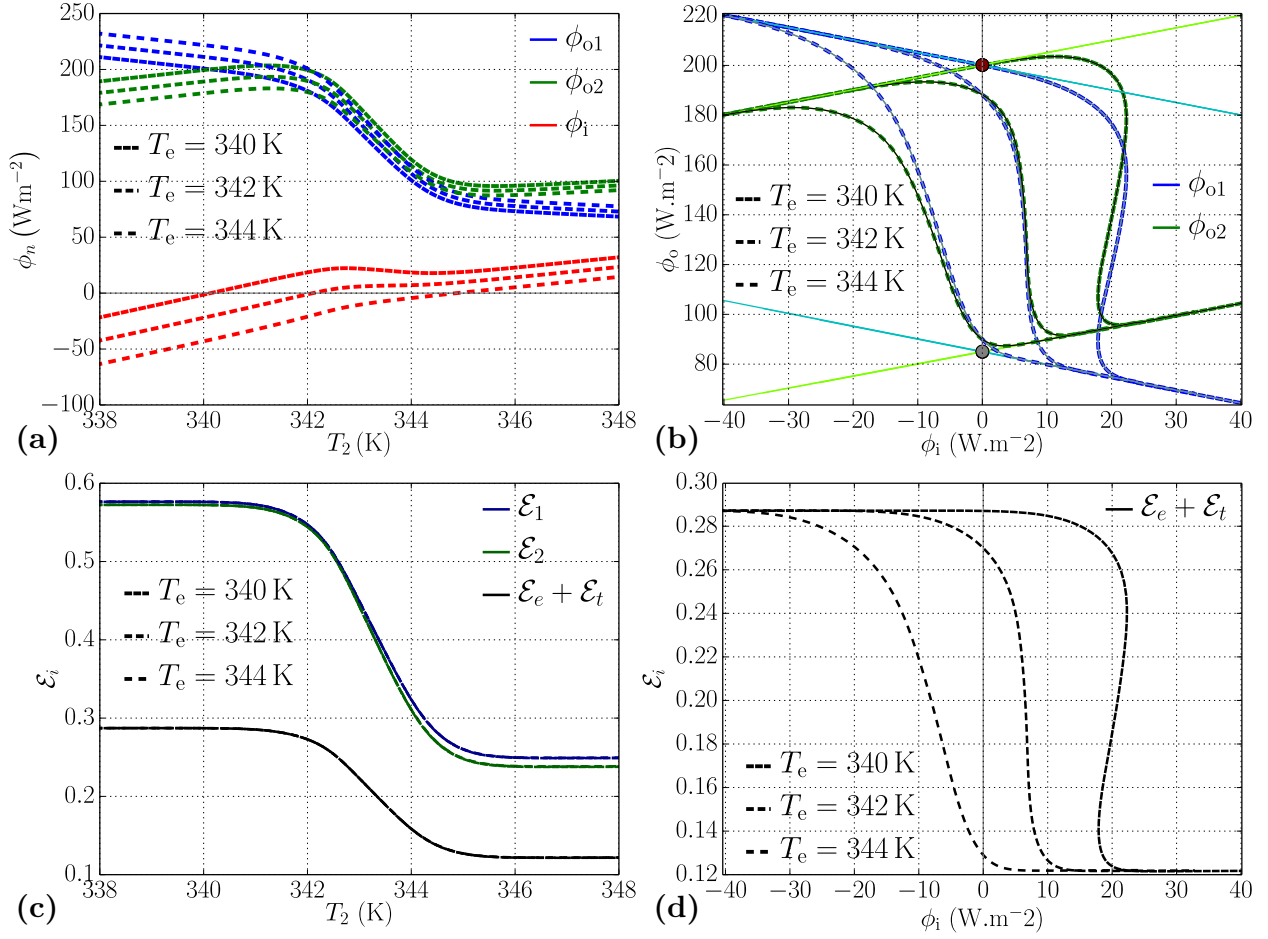 250
200
150
100
50
0
−50
−100
ϕn (Wm−2)
338 340 342 344 346 348
T2 (K)
ϕo1
ϕo2
ϕi
Te = 340 K
Te = 342 K
Te = 344 K
(a)
220
200
180
160
140
120
100
80
ϕo (W.m−2)
−40 −30 −20 −10 0 10 20 30 40
ϕi (W.m−2)
ϕo1
ϕo2
Te = 340 K
Te = 342 K
Te = 344 K
(b)
0.6
0.5
0.4
0.3
0.2
0.1
ℰi
338 340 342 344 346 348
T2 (K)
ℰ1
ℰ2
ℰe + ℰt
Te = 340 K
Te = 342 K
Te = 344 K
(c)
0.30
0.28
0.26
0.24
0.22
0.20
0.18
0.16
0.14
0.12
ℰi
−40 −30 −20 −10 0 10 20 30 40
ϕi (W.m−2)
ℰe + ℰt
Te = 340 K
Te = 342 K
Te = 344 K
(d)